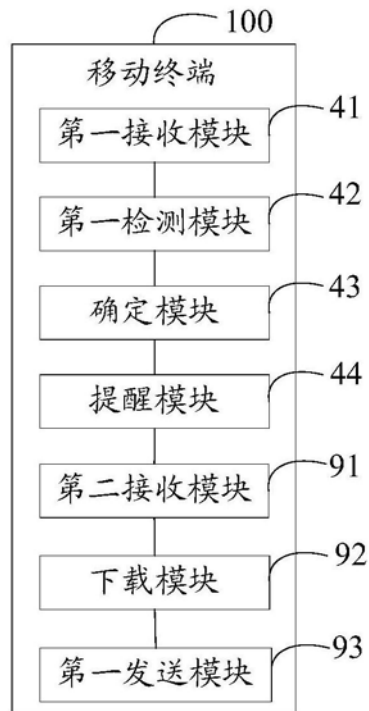 100
移动终端
第一接收模块 41
第一检测模块 42
确定模块 43
提醒模块 44
第二接收模块 91
下载模块 92
第一发送模块 93